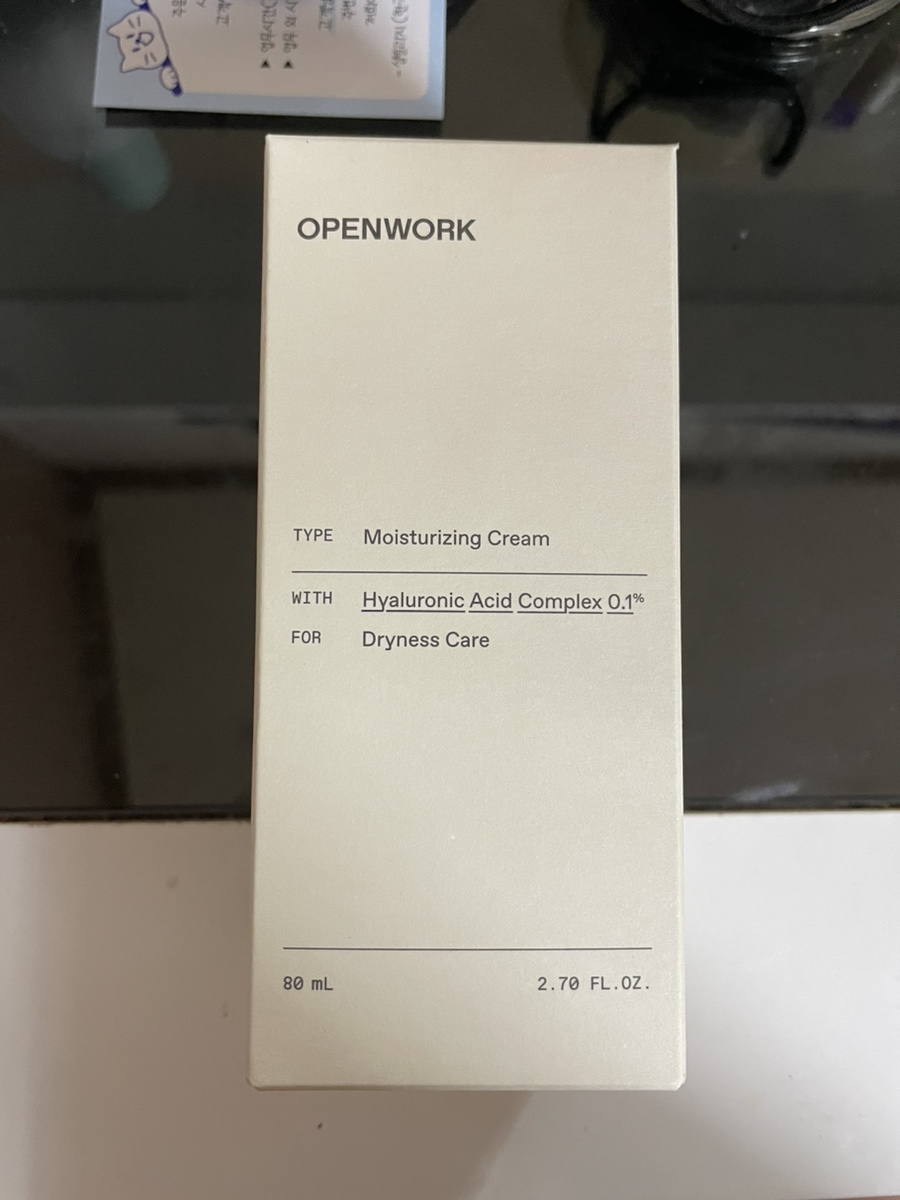 OPENWORK
TYPE Moisturizing Cream
WITH Hyaluronic Acid Complex 0.1%
FOR Dryness Care
80 mL 2.70 FL.OZ.